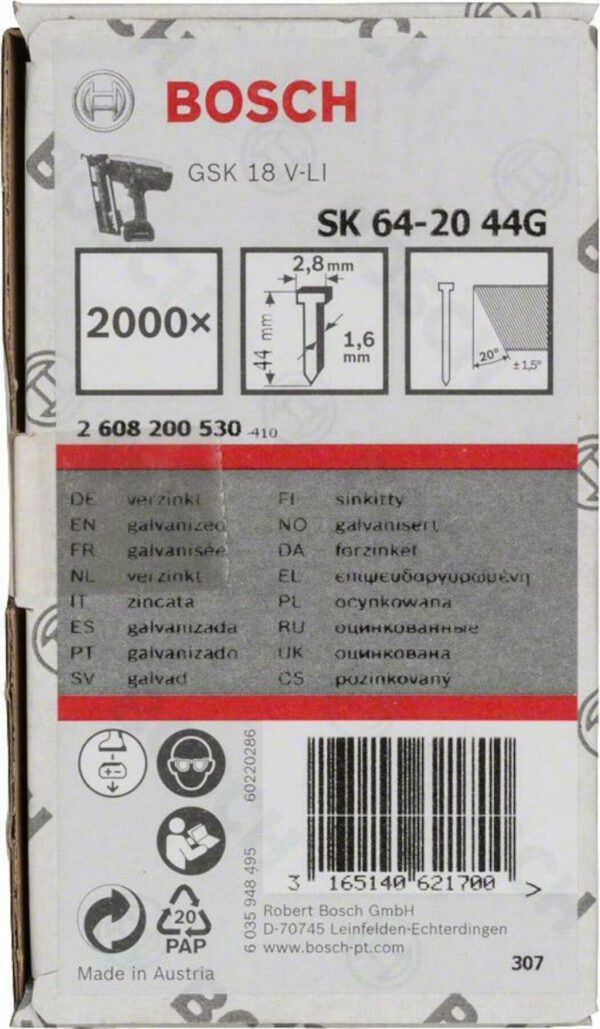 BOSCH
GSK 18 V-LI
SK 64-20 44G
2000×
2,8 mm
44 mm
1,6 mm
20°
± 1,5°
2 608 200 530 -410
DE verzinkt
EN galvanized
FR galvanisée
NL verzinkt
IT zincata
ES galvanizada
PT galvanizado
SV galvad
FI sinkitty
NO galvanisert
DA forzinket
EL επιψευδαργυρωμένη
PL ocynkowana
RU оцинкованные
UK оцинкована
CS pozinkovaný
60220286
6 035 948 495
3 165140 621700 >
20
PAP
Robert Bosch GmbH
D-70745 Leinfelden-Echterdingen
www.bosch-pt.com
Made in Austria
307